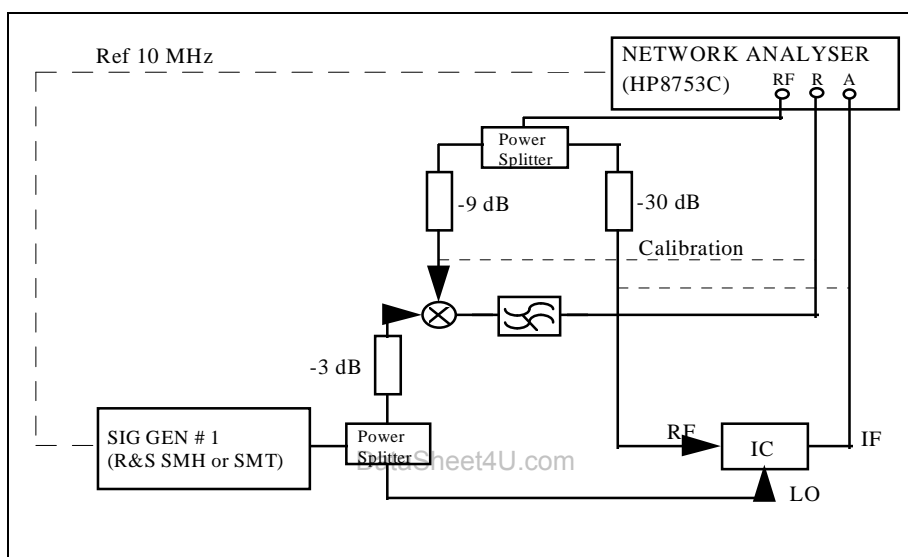 Ref 10 MHz
NETWORK ANALYSER
(HP8753C)
RF
R
A
Power
Splitter
-9 dB
-30 dB
Calibration
-3 dB
SIG GEN # 1
(R&S SMH or SMT)
Power
Splitter
DataSheet4U.com
RF
IC
IF
LO